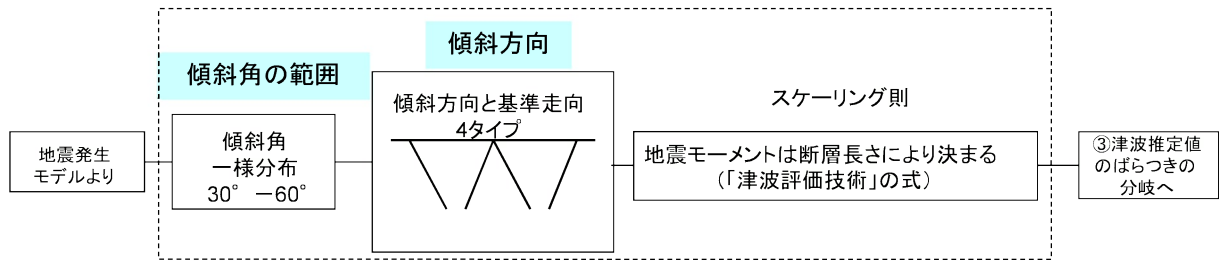 地震発生
モデルより
傾斜角の範囲
傾斜角
一様分布
30° －60°
傾斜方向
傾斜方向と基準走向
4タイプ
スケーリング則
地震モーメントは断層長さにより決まる
（「津波評価技術」の式）
③津波推定値
のばらつきの
分岐へ